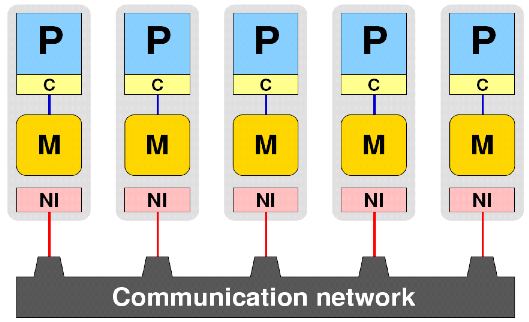 P P P P P
C C C C C
M M M M M
NI NI NI NI NI
Communication network